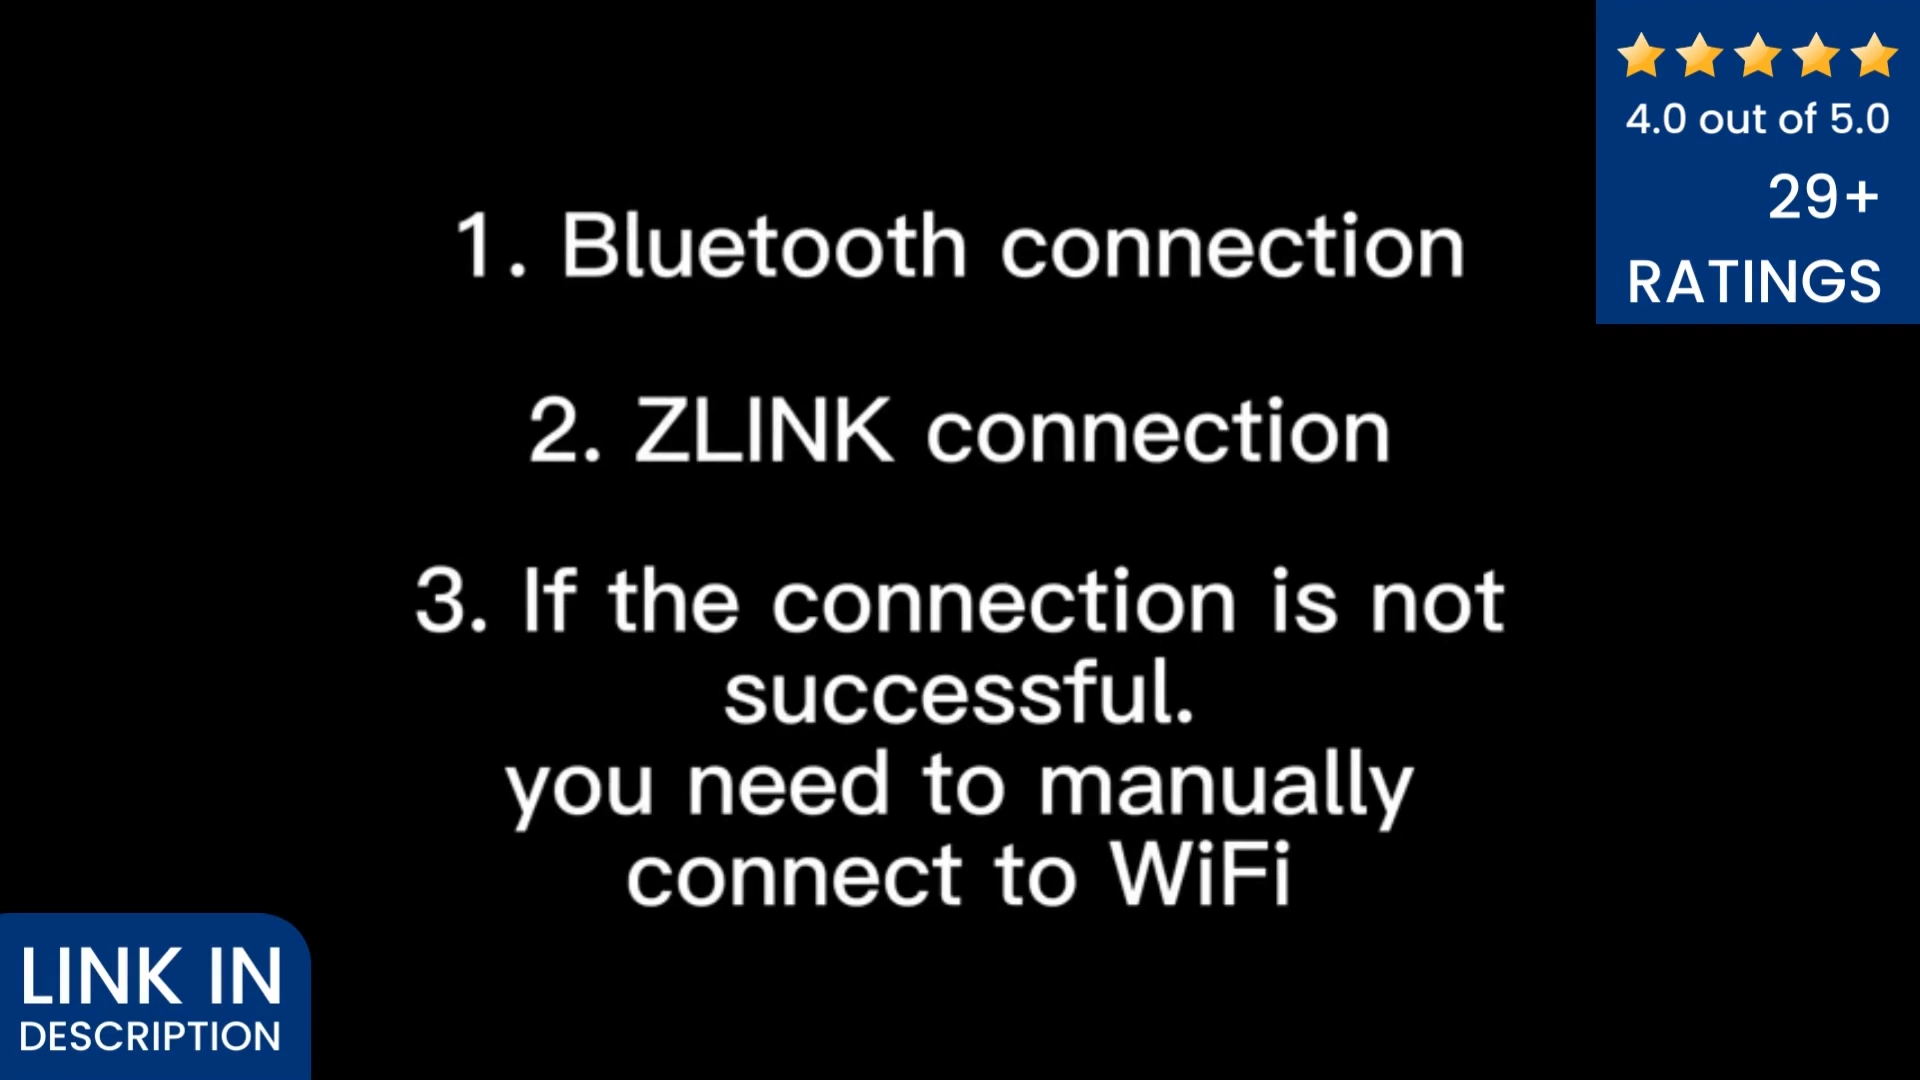 4.0 out of 5.0
29+
RATINGS
1. Bluetooth connection
2. ZLINK connection
3. If the connection is not
successful.
you need to manually
connect to WiFi
LINK IN
DESCRIPTION